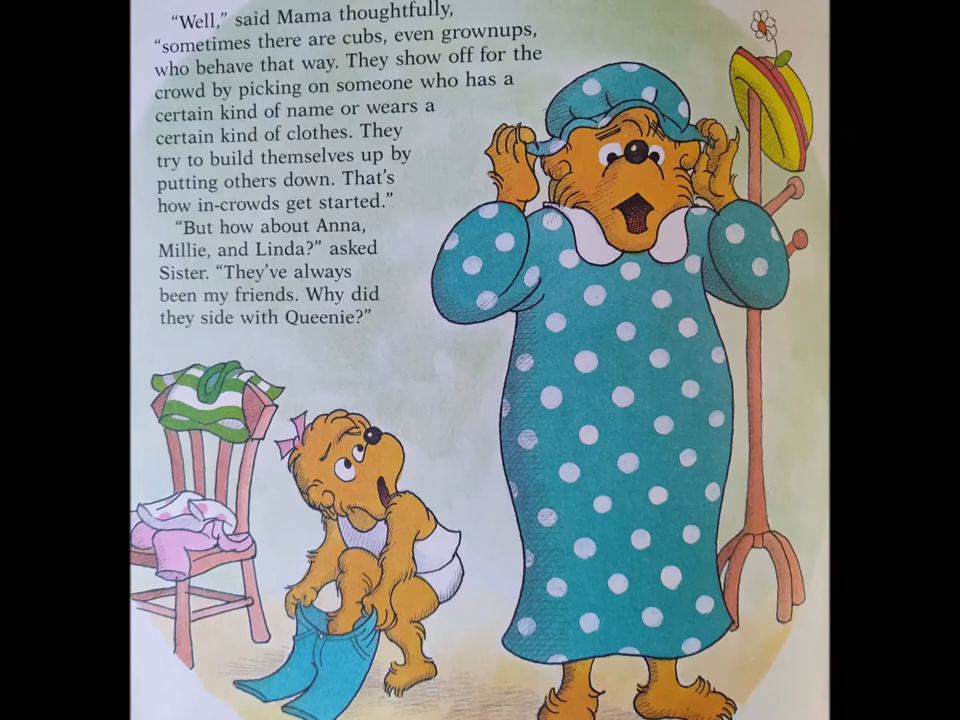 “Well,” said Mama thoughtfully,
“sometimes there are cubs, even grownups,
who behave that way. They show off for the
crowd by picking on someone who has a
certain kind of name or wears a
certain kind of clothes. They
try to build themselves up by
putting others down. That’s
how in-crowds get started.”
“But how about Anna,
Millie, and Linda?” asked
Sister. “They’ve always
been my friends. Why did
they side with Queenie?”